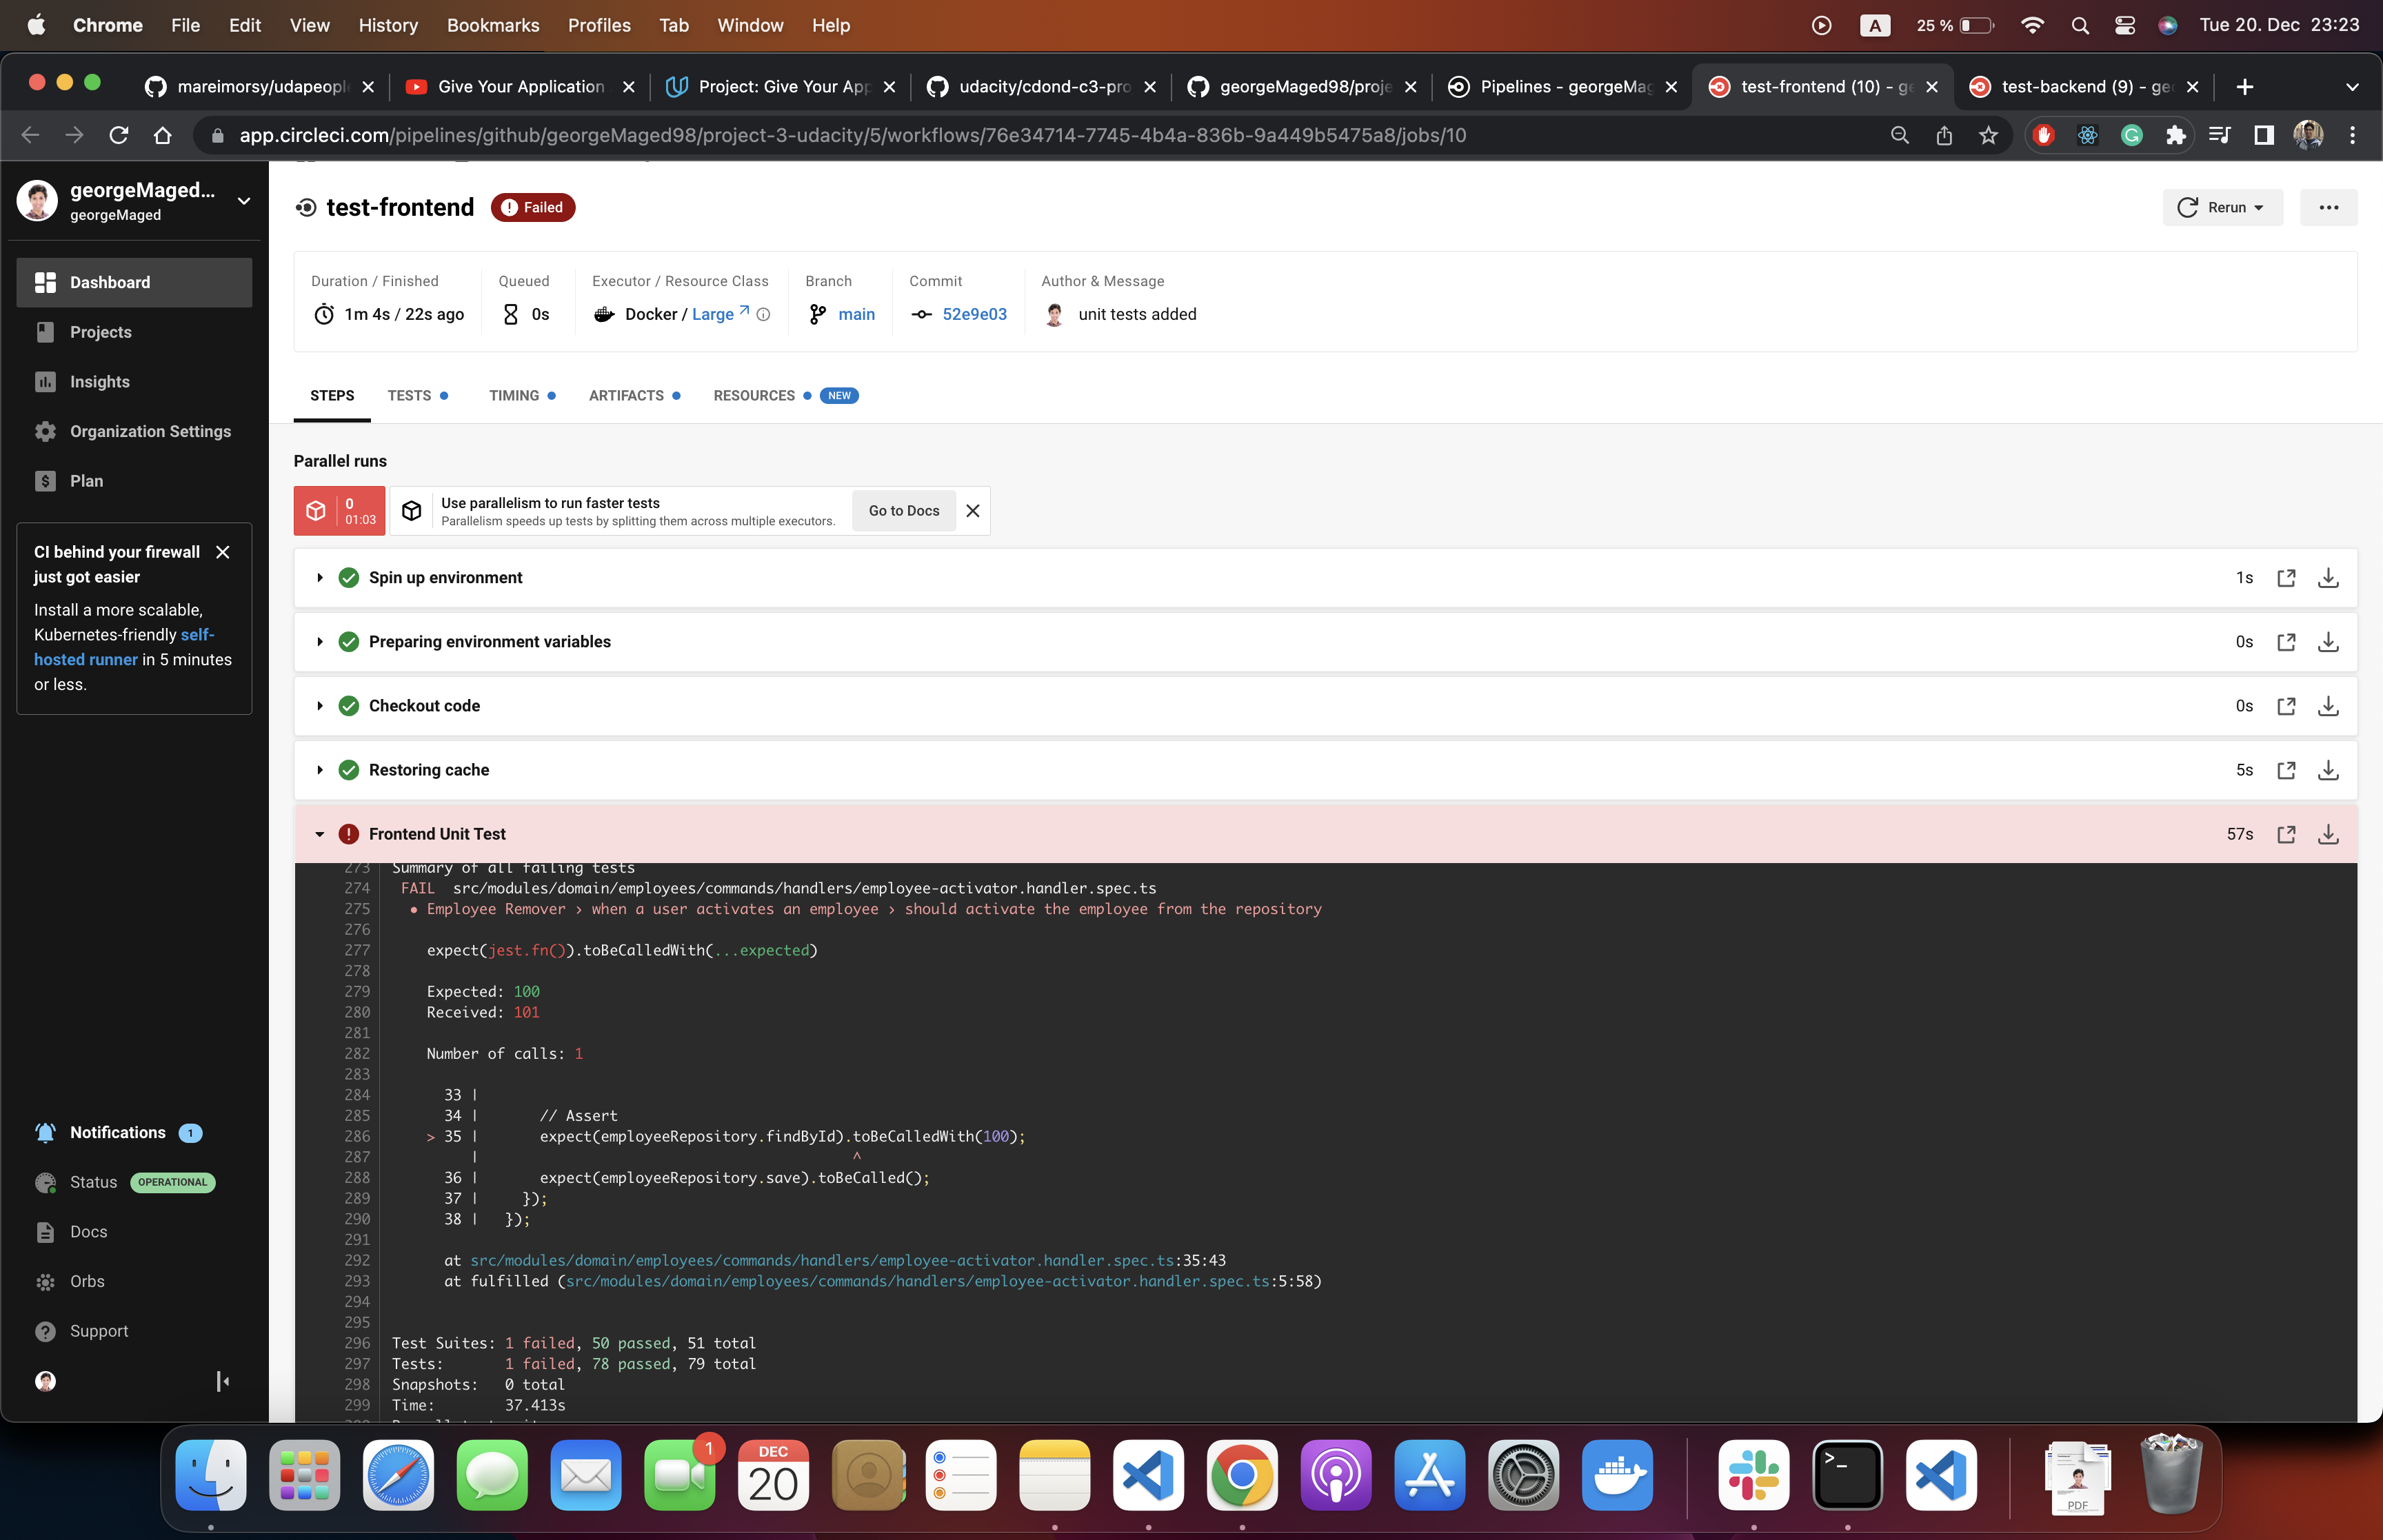 Chrome File Edit View History Bookmarks Profiles Tab Window Help
A 25 % Tue 20. Dec 23:23
mareimorsy/udapeopl
Give Your Application
Project: Give Your App
udacity/cdond-c3-pro
georgeMaged98/proje
Pipelines - georgeMag
test-frontend (10) - ge
test-backend (9) - geo
app.circleci.com/pipelines/github/georgeMaged98/project-3-udacity/5/workflows/76e34714-7745-4b4a-836b-9a449b5475a8/jobs/10
georgeMaged...
georgeMaged
Dashboard
Projects
Insights
Organization Settings
Plan
CI behind your firewall
just got easier
Install a more scalable,
Kubernetes-friendly self-
hosted runner in 5 minutes
or less.
Notifications 1
Status OPERATIONAL
Docs
Orbs
Support
test-frontend Failed
Rerun
Duration / Finished
1m 4s / 22s ago
Queued
0s
Executor / Resource Class
Docker / Large
Branch
main
Commit
52e9e03
Author & Message
unit tests added
STEPS TESTS TIMING ARTIFACTS RESOURCES NEW
Parallel runs
0
01:03
Use parallelism to run faster tests
Parallelism speeds up tests by splitting them across multiple executors.
Go to Docs
Spin up environment 1s
Preparing environment variables 0s
Checkout code 0s
Restoring cache 5s
Frontend Unit Test 57s
273 Summary of all failing tests
274 FAIL src/modules/domain/employees/commands/handlers/employee-activator.handler.spec.ts
275 ● Employee Remover › when a user activates an employee › should activate the employee from the repository
276
277 expect(jest.fn()).toBeCalledWith(...expected)
278
279 Expected: 100
280 Received: 101
281
282 Number of calls: 1
283
284 33 |
285 34 | // Assert
286 > 35 | expect(employeeRepository.findById).toBeCalledWith(100);
287 | ^
288 36 | expect(employeeRepository.save).toBeCalled();
289 37 | });
290 38 | });
291
292 at src/modules/domain/employees/commands/handlers/employee-activator.handler.spec.ts:35:43
293 at fulfilled (src/modules/domain/employees/commands/handlers/employee-activator.handler.spec.ts:5:58)
294
295
296 Test Suites: 1 failed, 50 passed, 51 total
297 Tests: 1 failed, 78 passed, 79 total
298 Snapshots: 0 total
299 Time: 37.413s
1
DEC
20
PDF